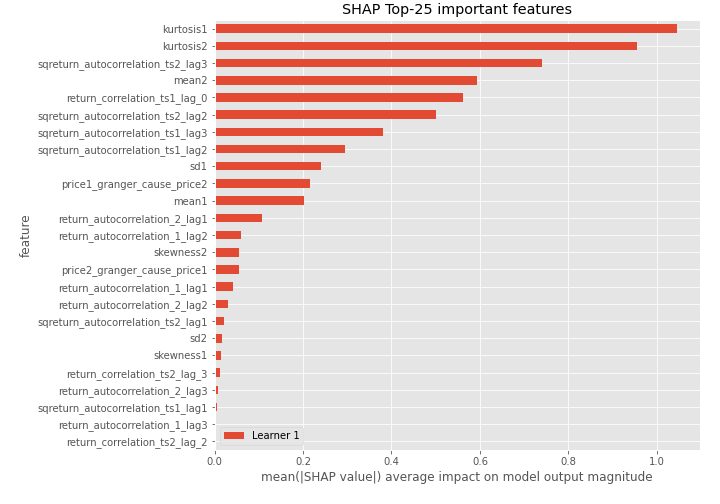 SHAP Top-25 important features
kurtosis1
kurtosis2
sqreturn_autocorrelation_ts2_lag3
mean2
return_correlation_ts1_lag_0
sqreturn_autocorrelation_ts2_lag2
sqreturn_autocorrelation_ts1_lag3
sqreturn_autocorrelation_ts1_lag2
sd1
price1_granger_cause_price2
mean1
return_autocorrelation_2_lag1
return_autocorrelation_1_lag2
skewness2
price2_granger_cause_price1
return_autocorrelation_1_lag1
return_autocorrelation_2_lag2
sqreturn_autocorrelation_ts2_lag1
sd2
skewness1
return_correlation_ts2_lag_3
return_autocorrelation_2_lag3
sqreturn_autocorrelation_ts1_lag1
return_autocorrelation_1_lag3
return_correlation_ts2_lag_2
feature
Learner 1
0.0 0.2 0.4 0.6 0.8 1.0
mean(|SHAP value|) average impact on model output magnitude